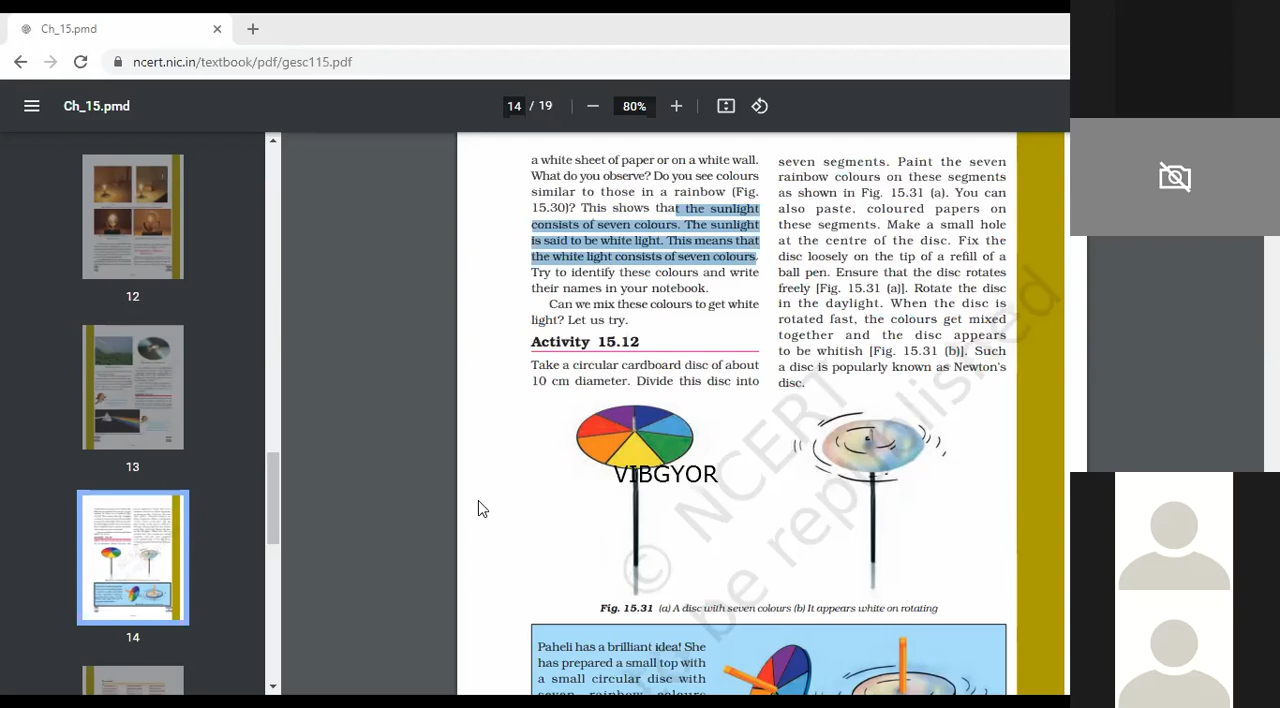 Ch_15.pmd
ncert.nic.in/textbook/pdf/gesc115.pdf
Ch_15.pmd
14 / 19
80%
12
13
14
a white sheet of paper or on a white wall.
What do you observe? Do you see colours
similar to those in a rainbow (Fig.
15.30)? This shows that the sunlight
consists of seven colours. The sunlight
is said to be white light. This means that
the white light consists of seven colours.
Try to identify these colours and write
their names in your notebook.
Can we mix these colours to get white
light? Let us try.
Activity 15.12
Take a circular cardboard disc of about
10 cm diameter. Divide this disc into
seven segments. Paint the seven
rainbow colours on these segments
as shown in Fig. 15.31 (a). You can
also paste, coloured papers on
these segments. Make a small hole
at the centre of the disc. Fix the
disc loosely on the tip of a refill of a
ball pen. Ensure that the disc rotates
freely [Fig. 15.31 (a)]. Rotate the disc
in the daylight. When the disc is
rotated fast, the colours get mixed
together and the disc appears
to be whitish [Fig. 15.31 (b)]. Such
a disc is popularly known as Newton's
disc.
VIBGYOR
© NCERT
be republished
Fig. 15.31 (a) A disc with seven colours (b) It appears white on rotating
Paheli has a brilliant idea! She
has prepared a small top with
a small circular disc with
seven rainbow colours